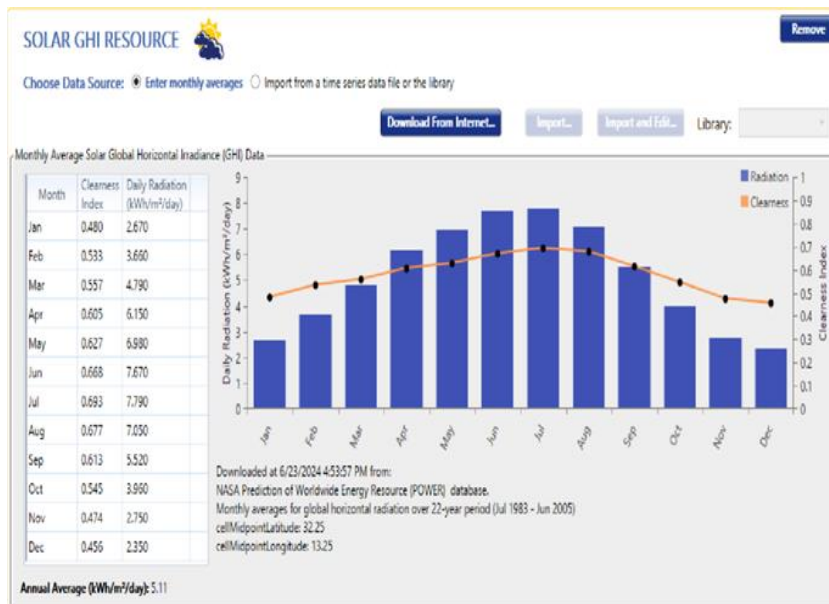 SOLAR GHI RESOURCE
Remove
Choose Data Source: Enter monthly averages Import from a time series data file or the library
Download From Internet... Import... Import and Edit... Library:
Monthly Average Solar Global Horizontal Irradiance (GHI) Data
Month Clearness Index Daily Radiation (kWh/m²/day)
Jan 0.480 2.670
Feb 0.533 3.660
Mar 0.557 4.790
Apr 0.605 6.150
May 0.627 6.980
Jun 0.668 7.670
Jul 0.693 7.790
Aug 0.677 7.050
Sep 0.613 5.520
Oct 0.545 3.960
Nov 0.474 2.750
Dec 0.456 2.350
Annual Average (kWh/m²/day): 5.11
Daily Radiation (kWh/m²/day)
9
8
7
6
5
4
3
2
1
0
Radiation
Clearness
1
0.9
0.8
0.7
0.6
0.5
0.4
0.3
0.2
0.1
0
Clearness Index
Jan Feb Mar Apr May Jun Jul Aug Sep Oct Nov Dec
Downloaded at 6/23/2024 4:53:57 PM from:
NASA Prediction of Worldwide Energy Resource (POWER) database.
Monthly averages for global horizontal radiation over 22-year period (Jul 1983 - Jun 2005)
cellMidpointLatitude: 32.25
cellMidpointLongitude: 13.25